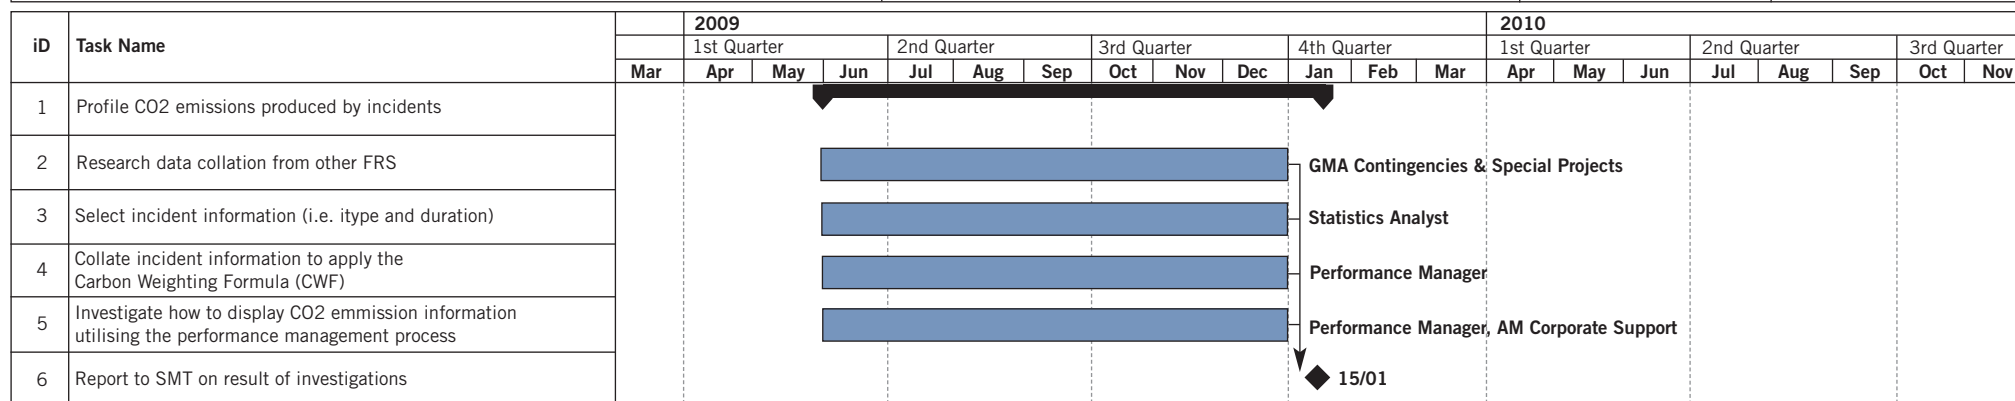 2009 2010
iD Task Name 1st Quarter 2nd Quarter 3rd Quarter 4th Quarter 1st Quarter 2nd Quarter 3rd Quarter
Mar Apr May Jun Jul Aug Sep Oct Nov Dec Jan Feb Mar Apr May Jun Jul Aug Sep Oct Nov
1 Profile CO2 emissions produced by incidents
2 Research data collation from other FRS GMA Contingencies & Special Projects
3 Select incident information (i.e. itype and duration) Statistics Analyst
4 Collate incident information to apply the
Carbon Weighting Formula (CWF) Performance Manager
5 Investigate how to display CO2 emmission information
utilising the performance management process Performance Manager, AM Corporate Support
6 Report to SMT on result of investigations 15/01